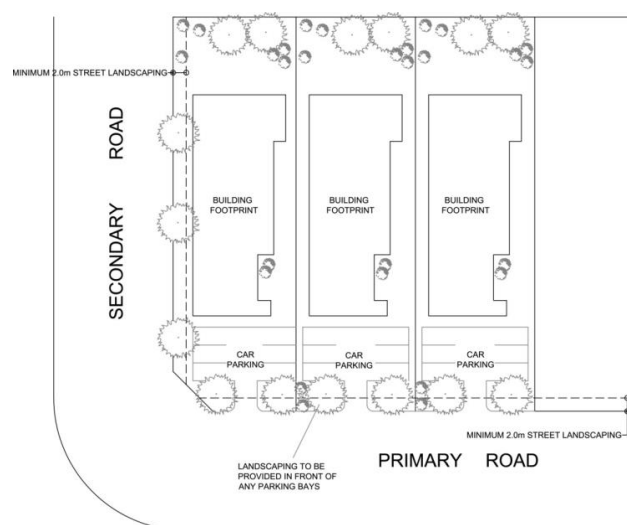 MINIMUM 2.0m STREET LANDSCAPING
SECONDARY ROAD
BUILDING
FOOTPRINT
BUILDING
FOOTPRINT
BUILDING
FOOTPRINT
CAR
PARKING
CAR
PARKING
CAR
PARKING
MINIMUM 2.0m STREET LANDSCAPING
PRIMARY ROAD
LANDSCAPING TO BE
PROVIDED IN FRONT OF
ANY PARKING BAYS